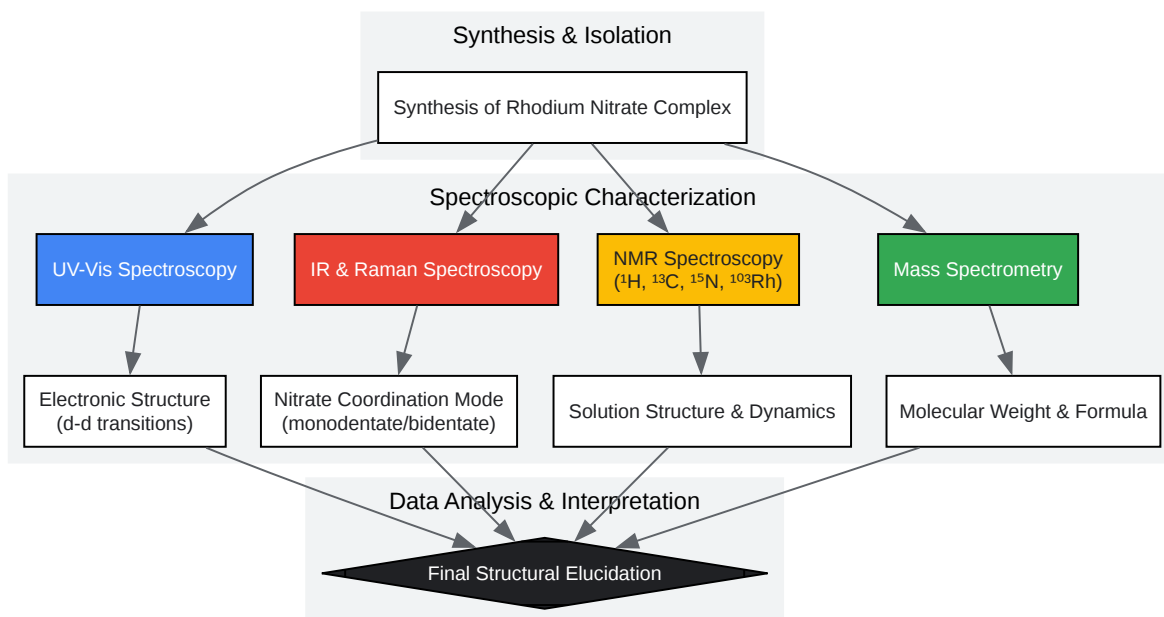 Synthesis & Isolation
Synthesis of Rhodium Nitrate Complex
Spectroscopic Characterization
UV-Vis Spectroscopy
IR & Raman Spectroscopy
NMR Spectroscopy
(¹H, ¹³C, ¹⁵N, ¹⁰³Rh)
Mass Spectrometry
Electronic Structure
(d-d transitions)
Nitrate Coordination Mode
(monodentate/bidentate)
Solution Structure & Dynamics
Molecular Weight & Formula
Data Analysis & Interpretation
Final Structural Elucidation